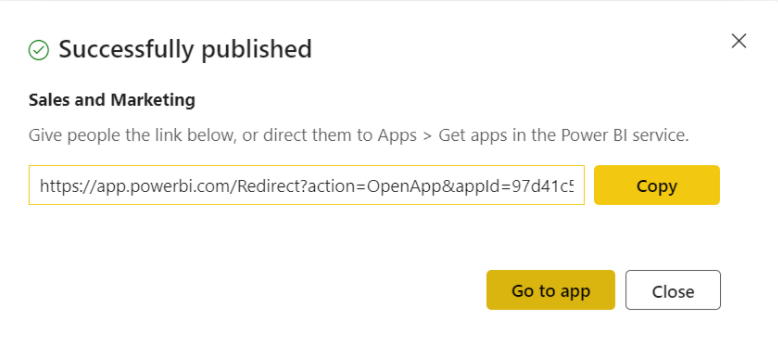 Successfully published
Sales and Marketing
Give people the link below, or direct them to Apps > Get apps in the Power BI service.
https://app.powerbi.com/Redirect?action=OpenApp&appId=97d41c5
Copy
Go to app
Close